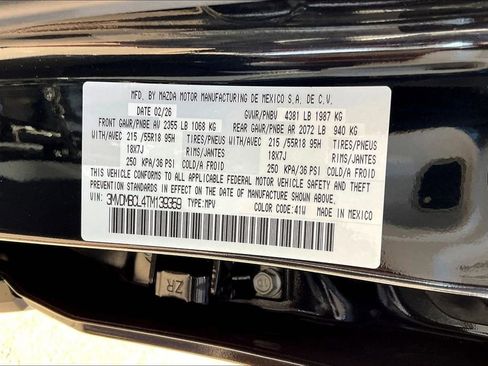 MFD. BY MAZDA MOTOR MANUFACTURING DE MEXICO S.A. DE C.V.
DATE 02/26 GVWR/PNBV 4381 LB 1987 KG
FRONT GAWR/PNBE AV 2355 LB 1068 KG REAR GAWR/PNBE AR 2072 LB 940 KG
WITH/AVEC 215/55R18 95H TIRES/PNEUS WITH/AVEC 215/55R18 95H TIRES/PNEUS
18X7J RIMS/JANTES 18X7J RIMS/JANTES
250 KPA/36 PSI COLD/A FROID 250 KPA/36 PSI COLD/A FROID
THIS VEHICLE CONFORMS TO ALL APPLICABLE FEDERAL MOTOR VEHICLE SAFETY AND
THEFT PREVENTION STANDARDS IN EFFECT ON THE DATE OF MANUFACTURE SHOWN ABOVE.
VIN: 3MVDMBCL4TM139359 TYPE: MPV COLOR CODE: 41W
ZR